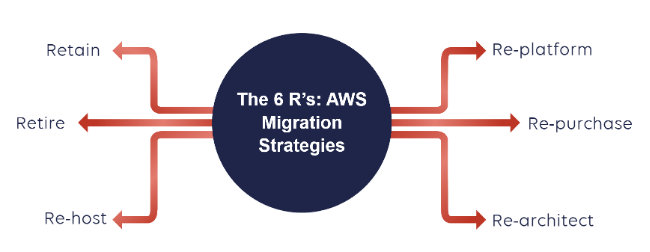 Retain
Retire
Re-host
The 6 R's: AWS
Migration
Strategies
Re-platform
Re-purchase
Re-architect